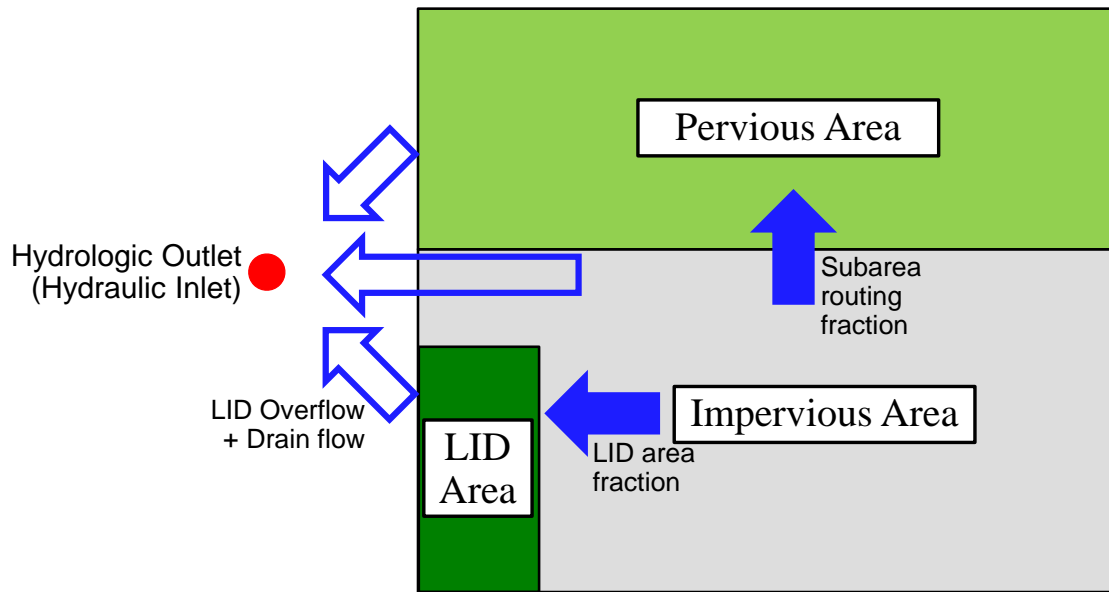 Pervious Area
Hydrologic Outlet
(Hydraulic Inlet)
Subarea
routing
fraction
LID Overflow
+ Drain flow
LID
Area
LID area
fraction
Impervious Area